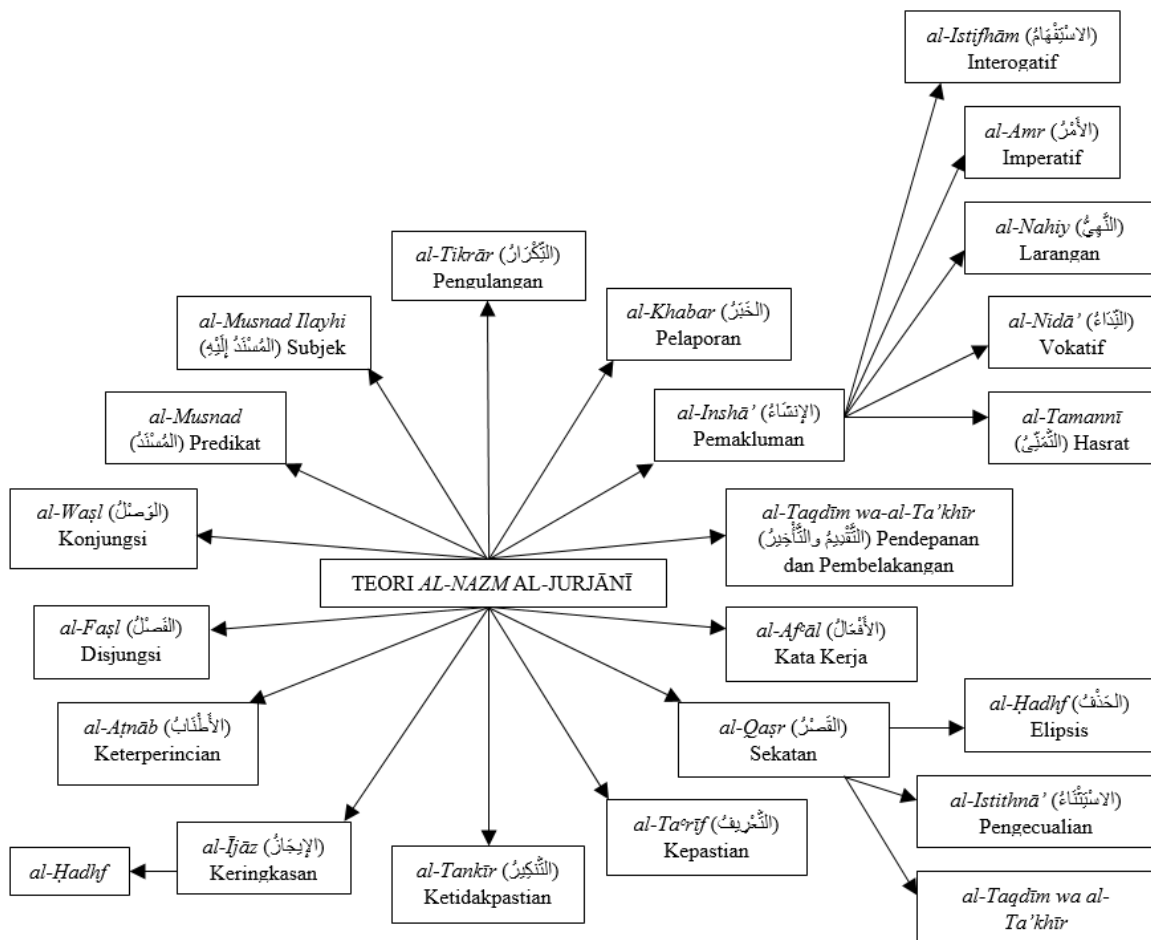 al-Istifhām (الاسْتِفْهَامُ)
Interogatif
al-Amr (الأَمْرُ)
Imperatif
al-Nahiy (النَّهِيُّ)
Larangan
al-Nidā’ (النِّدَاءُ)
Vokatif
al-Tamannī
(التَّمَنِّيُّ) Hasrat
al-Tikrār (التِّكْرَارُ)
Pengulangan
al-Khabar (الخَبَرُ)
Pelaporan
al-Musnad Ilayhi
(المُسْنَدُ إِلَيْهِ) Subjek
al-Inshā’ (الإِنشَاءُ)
Pemakluman
al-Musnad
(المُسْنَدُ) Predikat
al-Waṣl (الوَصْلُ)
Konjungsi
al-Taqdīm wa-al-Ta’khīr
(التَّقْدِيمُ والتَّأْخِيرُ) Pendepanan
dan Pembelakangan
TEORI AL-NAZM AL-JURJĀNĪ
al-Faṣl (الفَصْلُ)
Disjungsi
al-Afᶜāl (الأَفْعَالُ)
Kata Kerja
al-Aṭnāb (الأَطْنَابُ)
Keterperincian
al-Qaṣr (القَصْرُ)
Sekatan
al-Ḥadhf (الحَذْفُ)
Elipsis
al-Istithnā’ (الاسْتِثْنَاءُ)
Pengecualian
al-Taᶜrīf (التَّعْرِيفُ)
Kepastian
al-Ījāz (الإِيجَازُ)
Keringkasan
al-Ḥadhf
al-Tankīr (التَّنْكِيرُ)
Ketidakpastian
al-Taqdīm wa al-
Ta’khīr